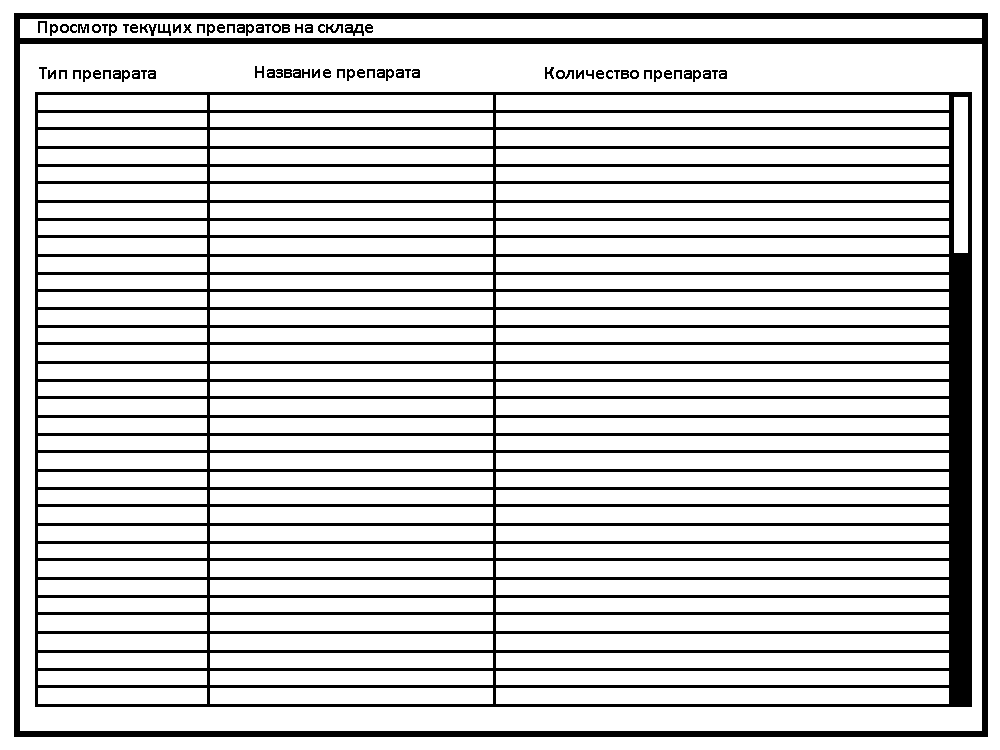 Просмотр текущих препаратов на складе
Тип препарата Название препарата Количество препарата